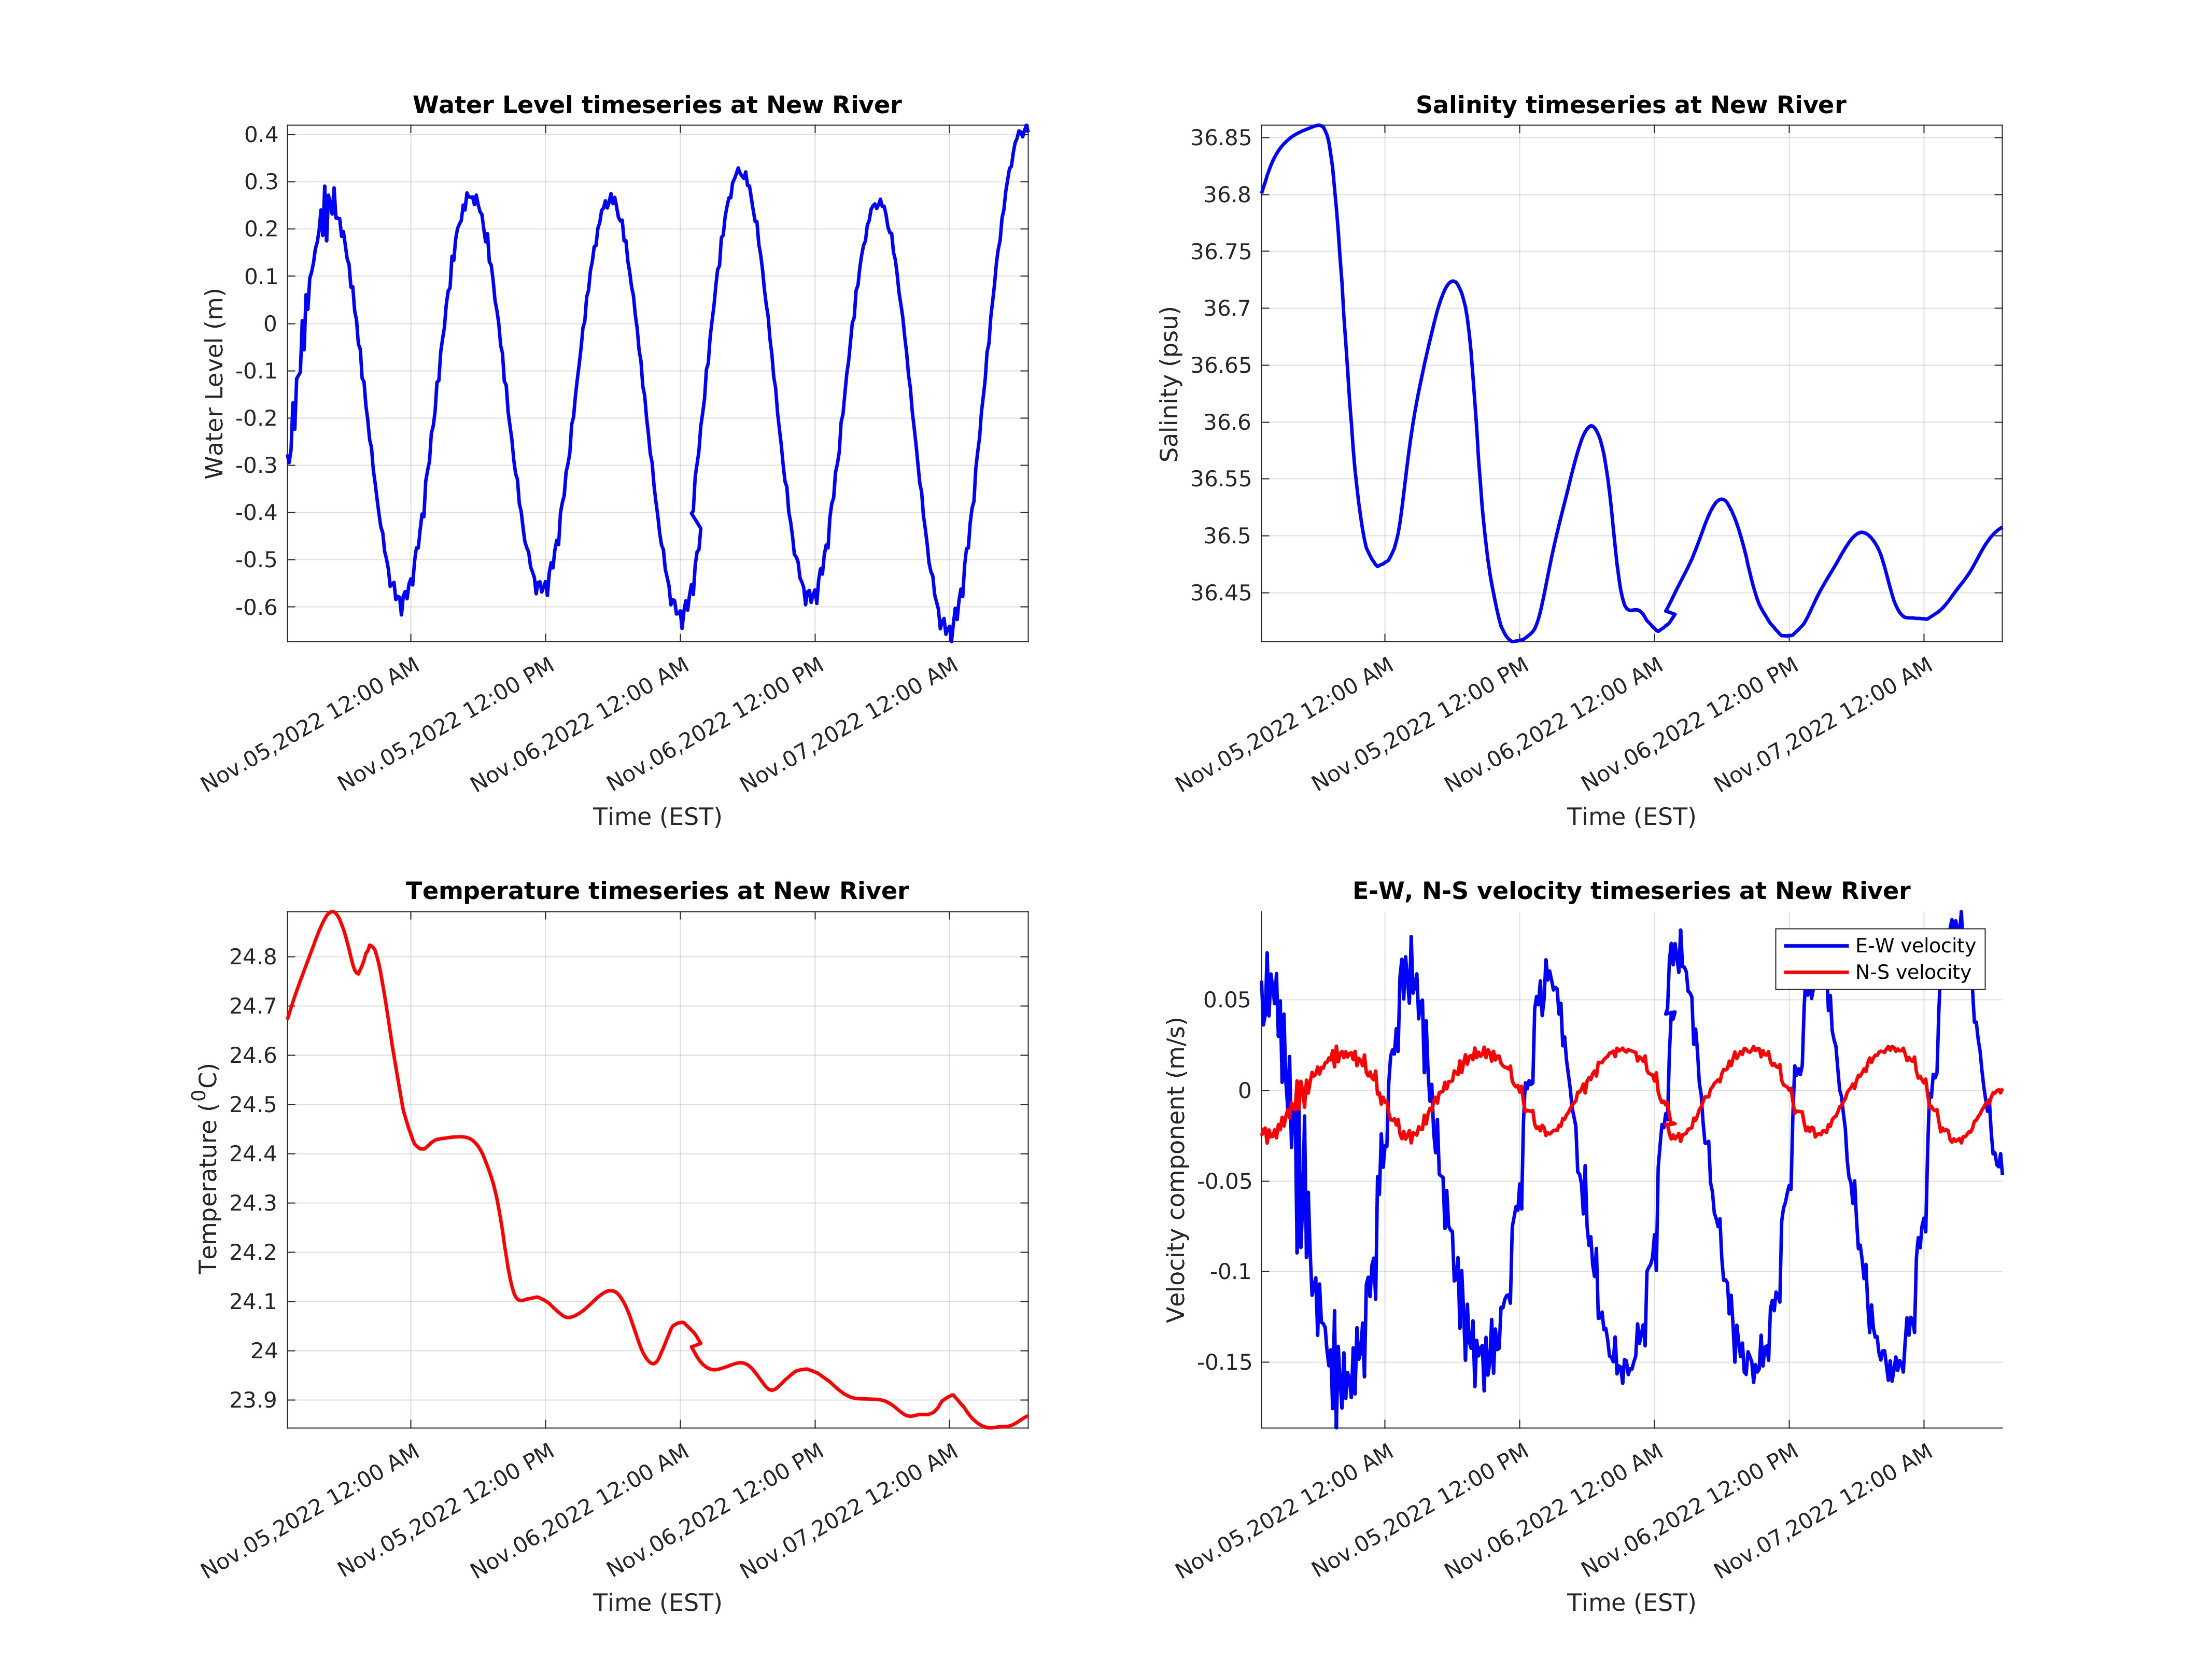 Water Level timeseries at New River
0.4
0.3
0.2
0.1
0
-0.1
-0.2
-0.3
-0.4
-0.5
-0.6
Water Level (m)
Nov.05,2022 12:00 AM
Nov.05,2022 12:00 PM
Nov.06,2022 12:00 AM
Nov.06,2022 12:00 PM
Nov.07,2022 12:00 AM
Time (EST)
Salinity timeseries at New River
36.85
36.8
36.75
36.7
36.65
36.6
36.55
36.5
36.45
Salinity (psu)
Nov.05,2022 12:00 AM
Nov.05,2022 12:00 PM
Nov.06,2022 12:00 AM
Nov.06,2022 12:00 PM
Nov.07,2022 12:00 AM
Time (EST)
Temperature timeseries at New River
24.8
24.7
24.6
24.5
24.4
24.3
24.2
24.1
24
23.9
Temperature (⁰C)
Nov.05,2022 12:00 AM
Nov.05,2022 12:00 PM
Nov.06,2022 12:00 AM
Nov.06,2022 12:00 PM
Nov.07,2022 12:00 AM
Time (EST)
E-W, N-S velocity timeseries at New River
E-W velocity
N-S velocity
0.05
0
-0.05
-0.1
-0.15
Velocity component (m/s)
Nov.05,2022 12:00 AM
Nov.05,2022 12:00 PM
Nov.06,2022 12:00 AM
Nov.06,2022 12:00 PM
Nov.07,2022 12:00 AM
Time (EST)